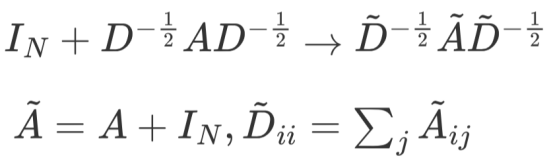 I_N + D^{-\frac{1}{2}} A D^{-\frac{1}{2}} → \tilde{D}^{-\frac{1}{2}} \tilde{A} \tilde{D}^{-\frac{1}{2}}
\tilde{A} = A + I_N, \tilde{D}_{ii} = \sum_j \tilde{A}_{ij}